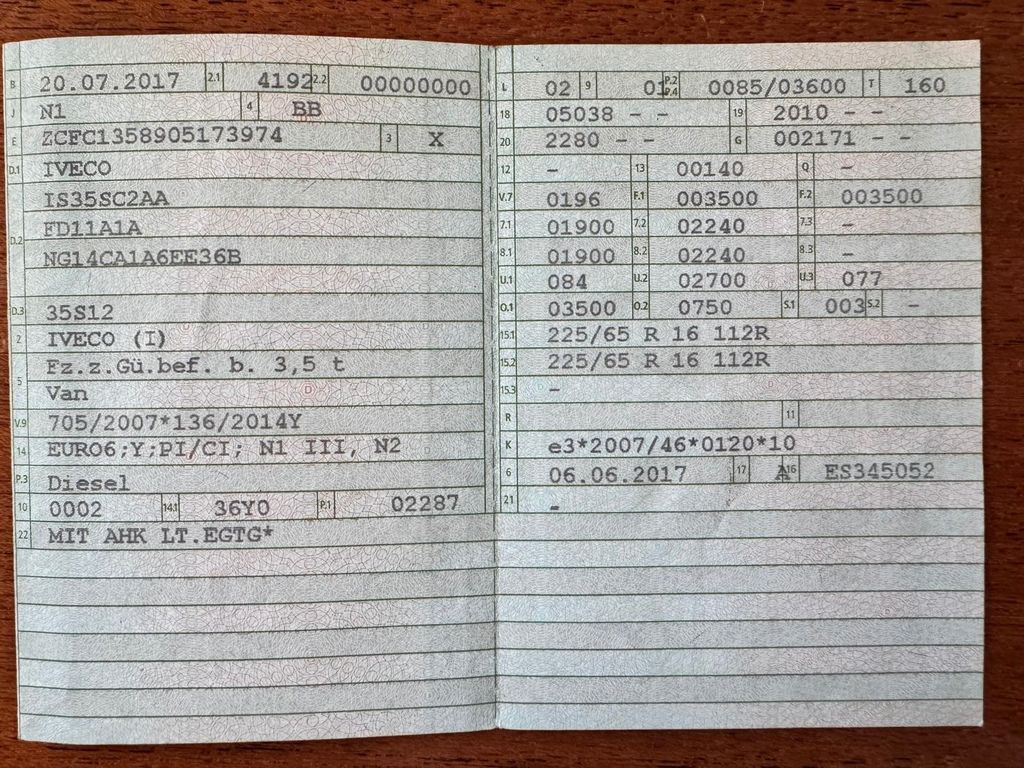 B 20.07.2017 2.1 4192 2.2 00000000
J N1 4 BB
E ZCFC1358905173974 3 X
D.1 IVECO
IS35SC2AA
FD11A1A
D.2
NG14CA1A6EE36B
D.3 35S12
2 IVECO (I)
Fz.z.Gü.bef. b. 3,5 t
5
Van
V.9 705/2007*136/2014Y
14 EURO6;Y;PI/CI; N1 III, N2
P.3 Diesel
10 0002 14.1 36Y0 P.1 02287
22 MIT AHK LT.EGTG*
L 02 9 01 P.2 P.4 0085/03600 T 160
18 05038 - - 19 2010 - -
20 2280 - - G 002171 - -
12 - 13 00140 Q -
V.7 0196 F.1 003500 F.2 003500
7.1 01900 7.2 02240 7.3 -
8.1 01900 8.2 02240 8.3 -
U.1 084 U.2 02700 U.3 077
O.1 03500 O.2 0750 S.1 003 S.2 -
15.1 225/65 R 16 112R
15.2 225/65 R 16 112R
15.3 -
R 11
K e3*2007/46*0120*10
6 06.06.2017 17 A 16 ES345052
21 -